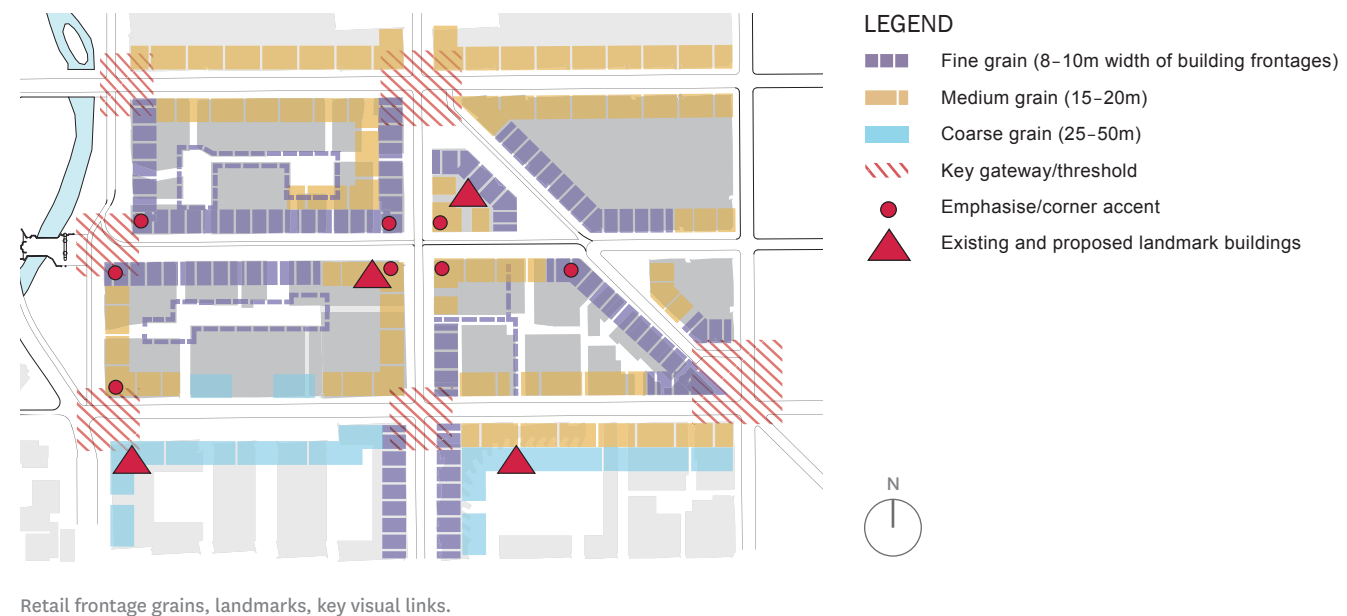 LEGEND
Fine grain (8–10m width of building frontages)
Medium grain (15–20m)
Coarse grain (25–50m)
Key gateway/threshold
Emphasise/corner accent
Existing and proposed landmark buildings
N
Retail frontage grains, landmarks, key visual links.